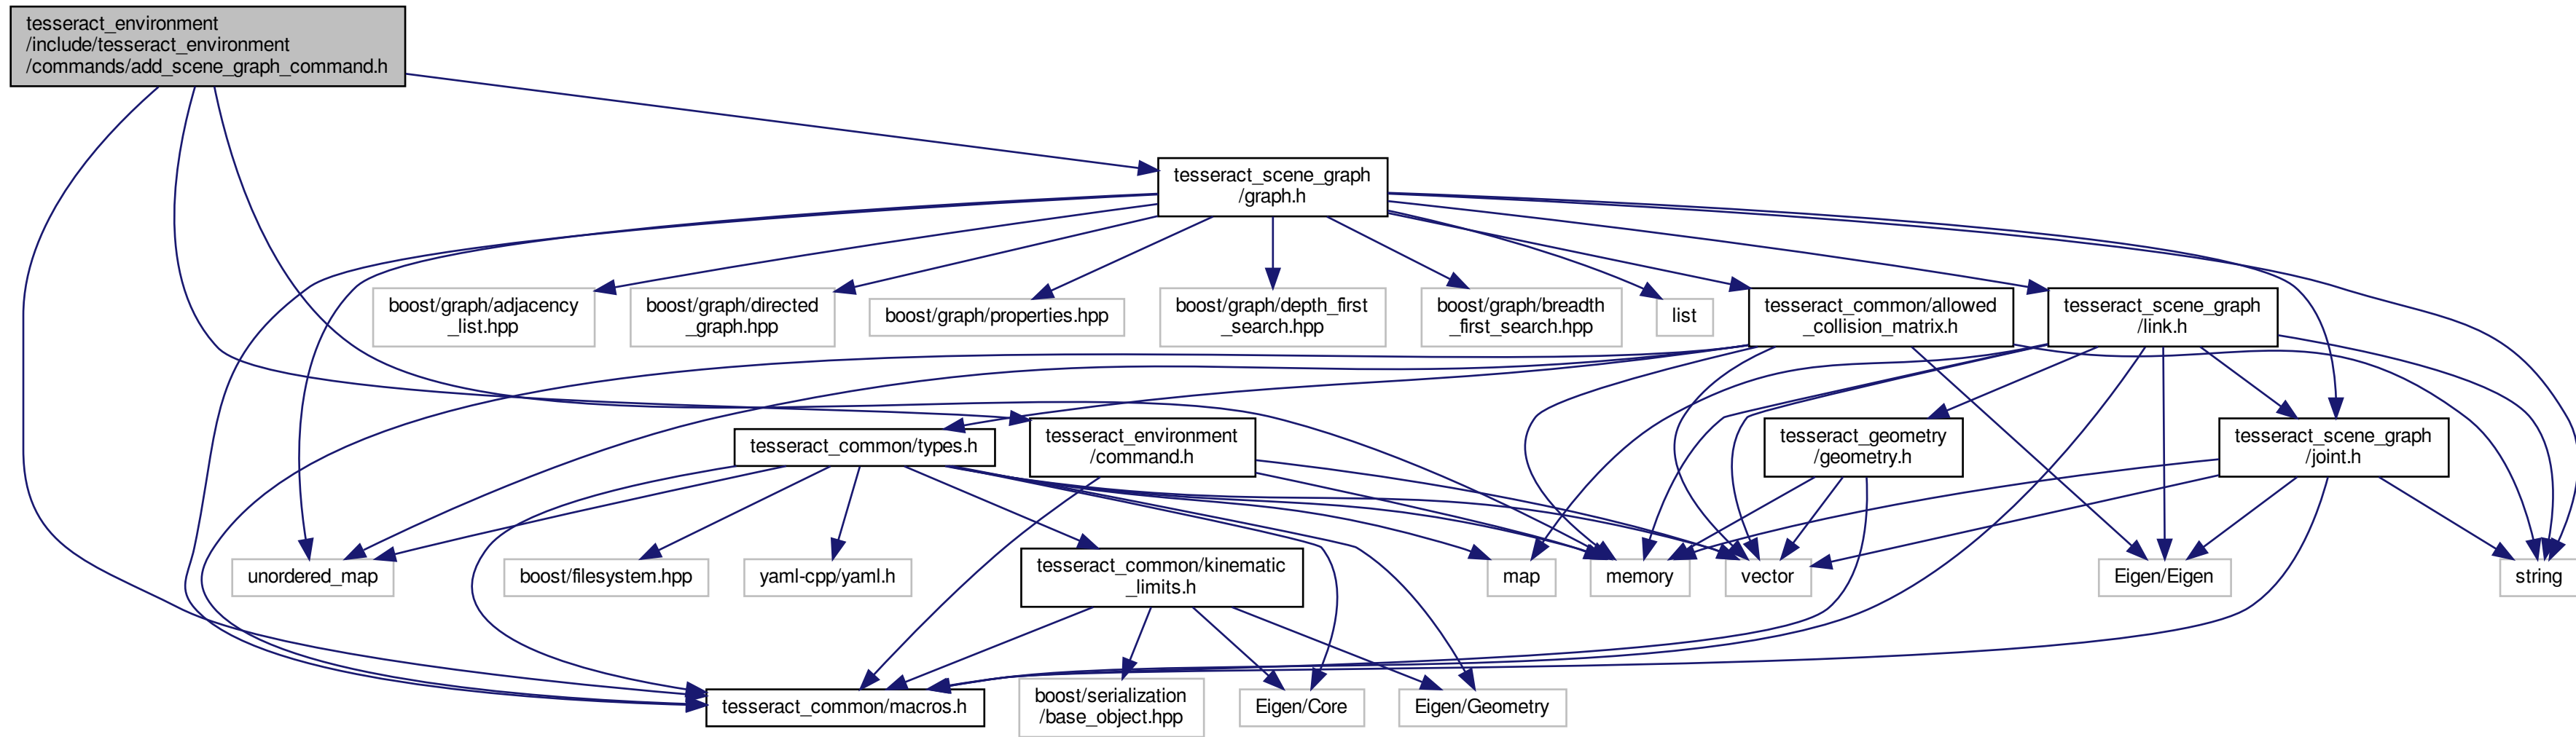 tesseract_environment
/include/tesseract_environment
/commands/add_scene_graph_command.h
tesseract_scene_graph
/graph.h
boost/graph/adjacency
_list.hpp
boost/graph/directed
_graph.hpp
boost/graph/properties.hpp
boost/graph/depth_first
_search.hpp
boost/graph/breadth
_first_search.hpp
list
tesseract_common/allowed
_collision_matrix.h
tesseract_scene_graph
/link.h
tesseract_common/types.h
tesseract_environment
/command.h
tesseract_geometry
/geometry.h
tesseract_scene_graph
/joint.h
unordered_map
boost/filesystem.hpp
yaml-cpp/yaml.h
tesseract_common/kinematic
_limits.h
map
memory
vector
Eigen/Eigen
string
tesseract_common/macros.h
boost/serialization
/base_object.hpp
Eigen/Core
Eigen/Geometry